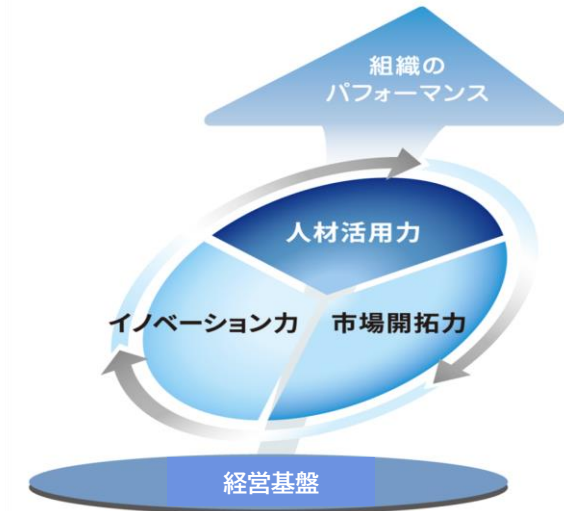 組織の
パフォーマンス
人材活用力
イノベーション力
市場開拓力
経営基盤